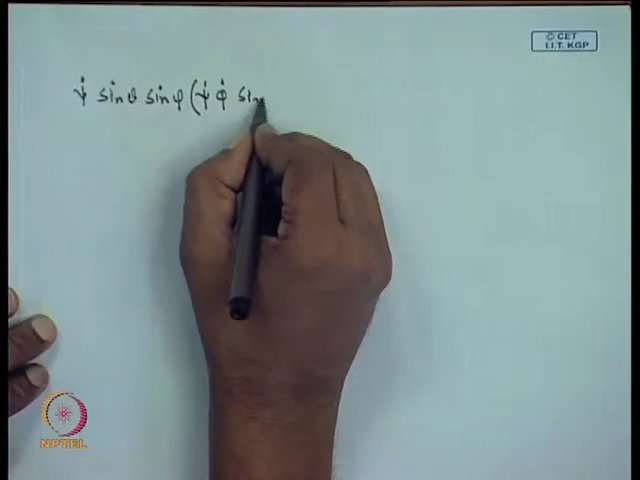 © CET
I.I.T. KGP
ψ̇ sinθ sinφ (ψ̇ φ̇ sin
NPTEL